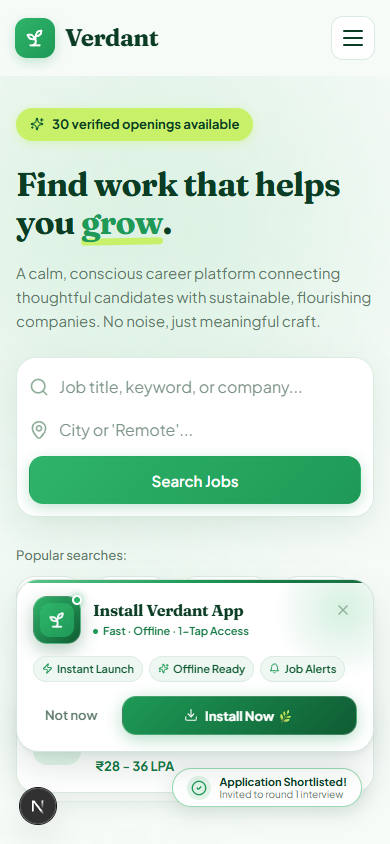 Verdant
30 verified openings available
Find work that helps
you grow.
A calm, conscious career platform connecting
thoughtful candidates with sustainable, flourishing
companies. No noise, just meaningful craft.
Job title, keyword, or company...
City or 'Remote'...
Search Jobs
Popular searches:
Install Verdant App
Fast · Offline · 1-Tap Access
Instant Launch
Offline Ready
Job Alerts
Not now
Install Now 🌿
₹28 - 36 LPA
Application Shortlisted!
Invited to round 1 interview
N